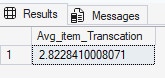 Results Messages
Avg_item_Transcation
1 2.8228410008071